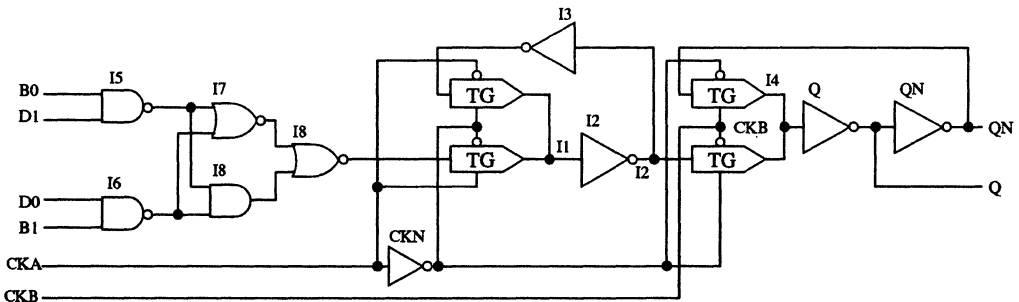 I3
I5
B0
I7
D1
TG
I4
Q
QN
I8
CKB
QN
I1
I2
TG
I2
TG
TG
I6
I8
D0
Q
B1
CKN
CKA
CKB